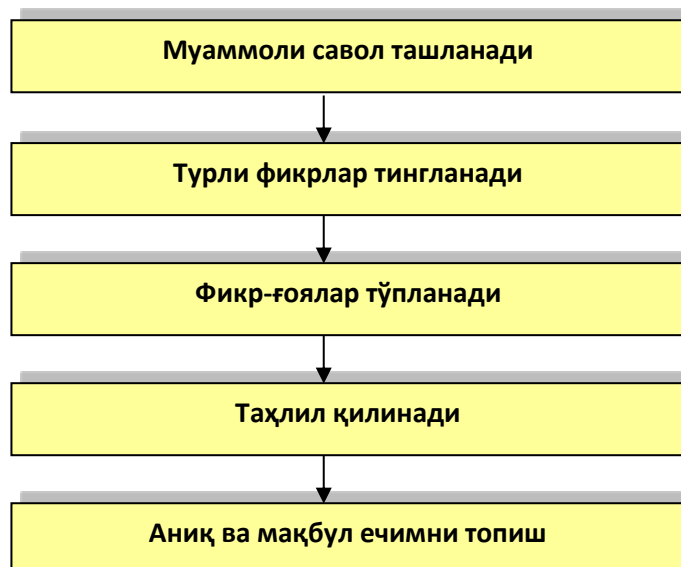 Муаммоли савол ташланади
Турли фикрлар тингланади
Фикр-ғоялар тўпланади
Таҳлил қилинади
Аниқ ва мақбул ечимни топиш